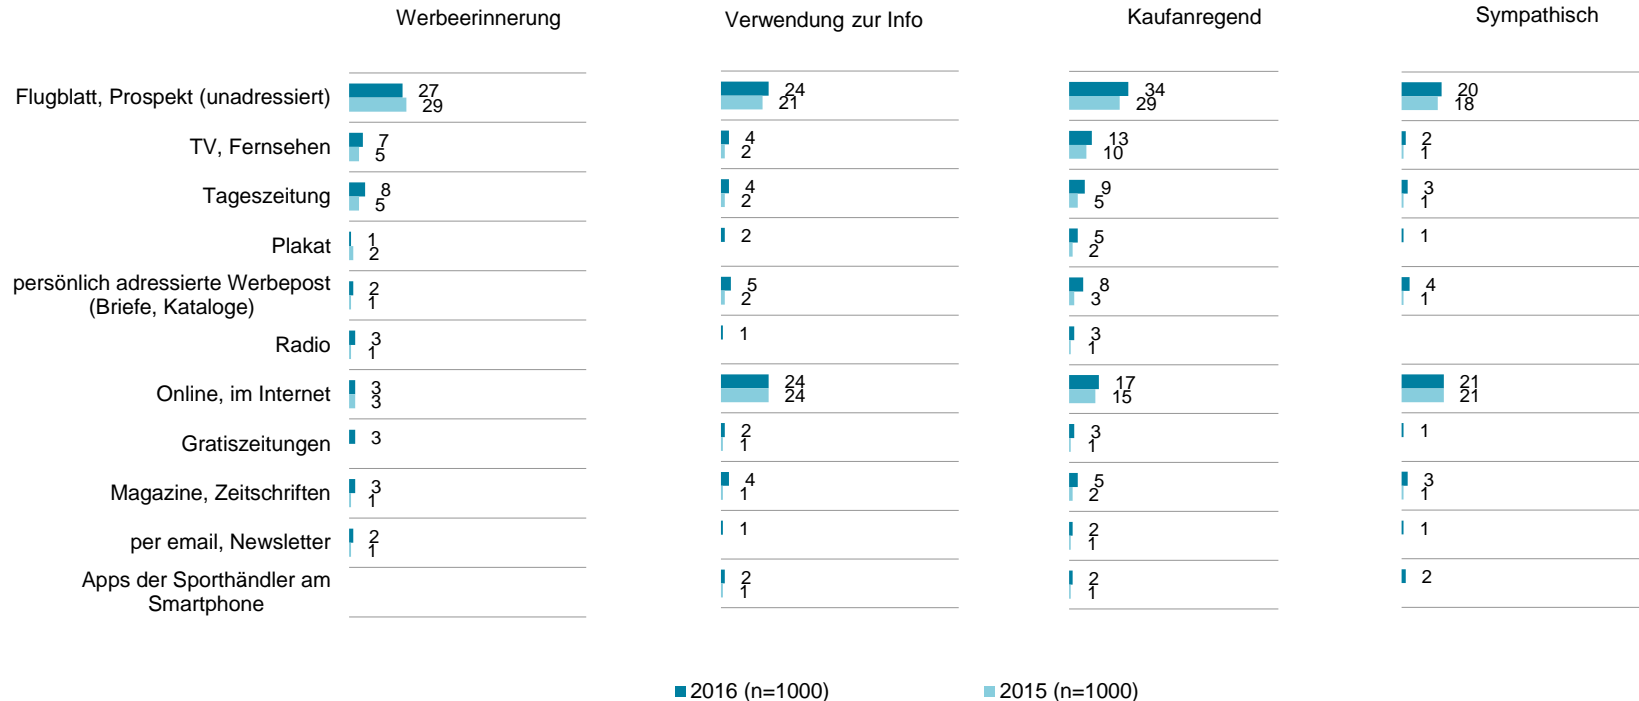 Werbeerinnerung Verwendung zur Info Kaufanregend Sympathisch
Flugblatt, Prospekt (unadressiert) 27 24 34 20
29 21 29 18
TV, Fernsehen 7 4 13 2
5 2 10 1
Tageszeitung 8 4 9 3
5 2 5 1
Plakat 1 2 5 1
2 2
persönlich adressierte Werbepost 2 5 8 4
(Briefe, Kataloge) 1 2 3 1
Radio 3 1 3
1 1
Online, im Internet 3 24 17 21
3 24 15 21
Gratiszeitungen 3 2 3 1
1 1
Magazine, Zeitschriften 3 4 5 3
1 1 2 1
per email, Newsletter 2 1 2 1
1 1
Apps der Sporthändler am 2 2 2
Smartphone 1 1
2016 (n=1000) 2015 (n=1000)